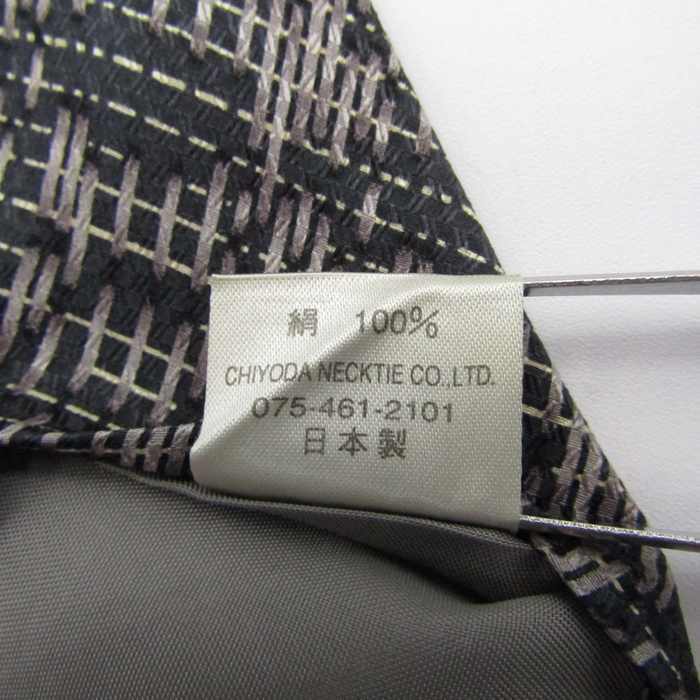 絹 100%
CHIYODA NECKTIE CO.,LTD.
075-461-2101
日本製